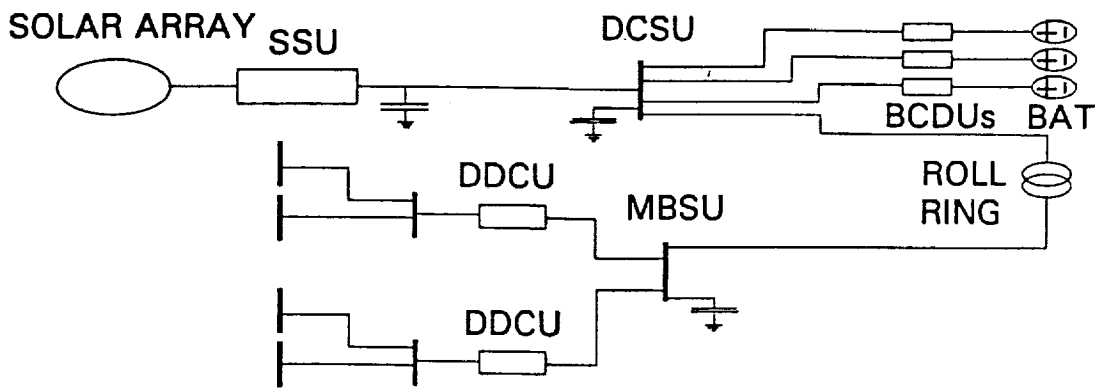 SOLAR ARRAY
SSU
DCSU
BCDUs
BAT
ROLL
RING
DDCU
MBSU
DDCU